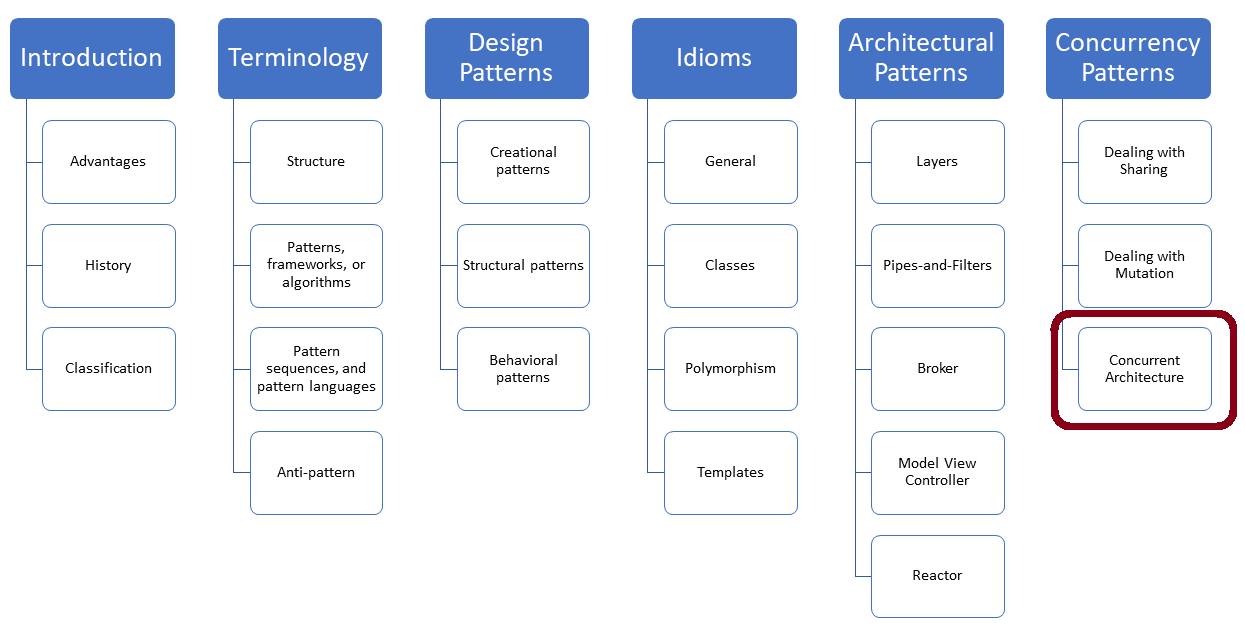 Introduction
Advantages
History
Classification
Terminology
Structure
Patterns,
frameworks, or
algorithms
Pattern
sequences, and
pattern languages
Anti-pattern
Design
Patterns
Creational
patterns
Structural patterns
Behavioral
patterns
Idioms
General
Classes
Polymorphism
Templates
Architectural
Patterns
Layers
Pipes-and-Filters
Broker
Model View
Controller
Reactor
Concurrency
Patterns
Dealing with
Sharing
Dealing with
Mutation
Concurrent
Architecture